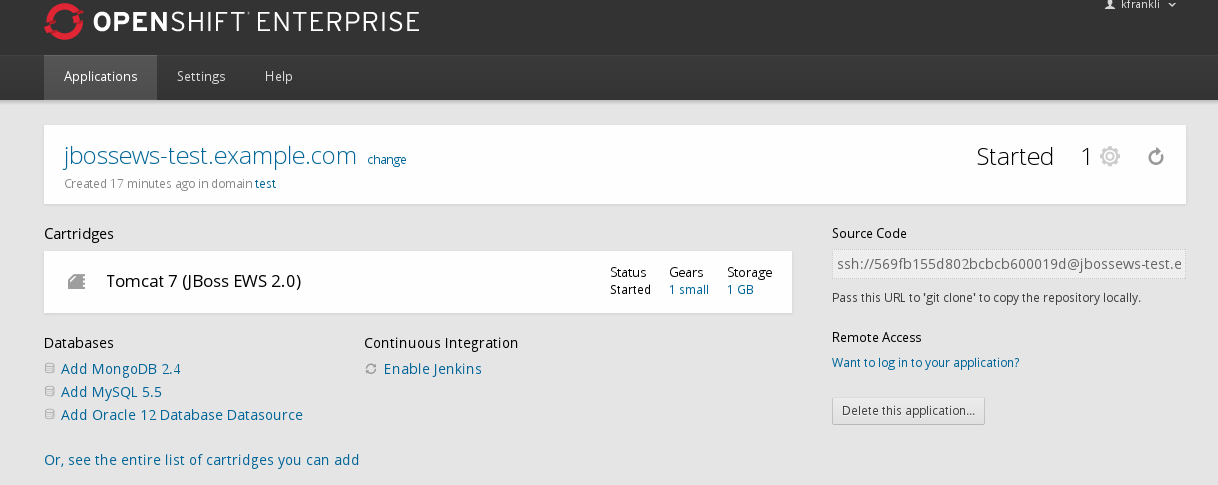 OPENSHIFT ENTERPRISE
kfrankli
Applications Settings Help
jbossews-test.example.com change
Started 1
Created 17 minutes ago in domain test
Cartridges
Tomcat 7 (JBoss EWS 2.0)
Status Gears Storage
Started 1 small 1 GB
Databases
Add MongoDB 2.4
Add MySQL 5.5
Add Oracle 12 Database Datasource
Continuous Integration
Enable Jenkins
Or, see the entire list of cartridges you can add
Source Code
ssh://569fb155d802bcbcb600019d@jbossews-test.e
Pass this URL to 'git clone' to copy the repository locally.
Remote Access
Want to log in to your application?
Delete this application...